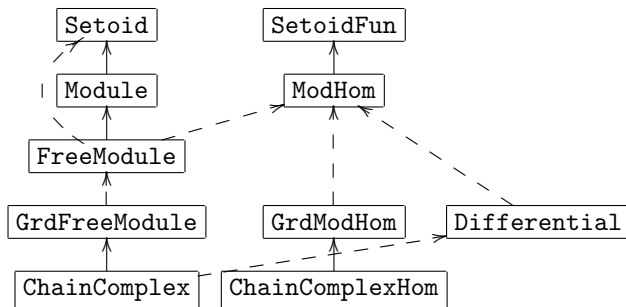 Setoid SetoidFun
Module ModHom
FreeModule
GrdFreeModule GrdModHom Differential
ChainComplex ChainComplexHom